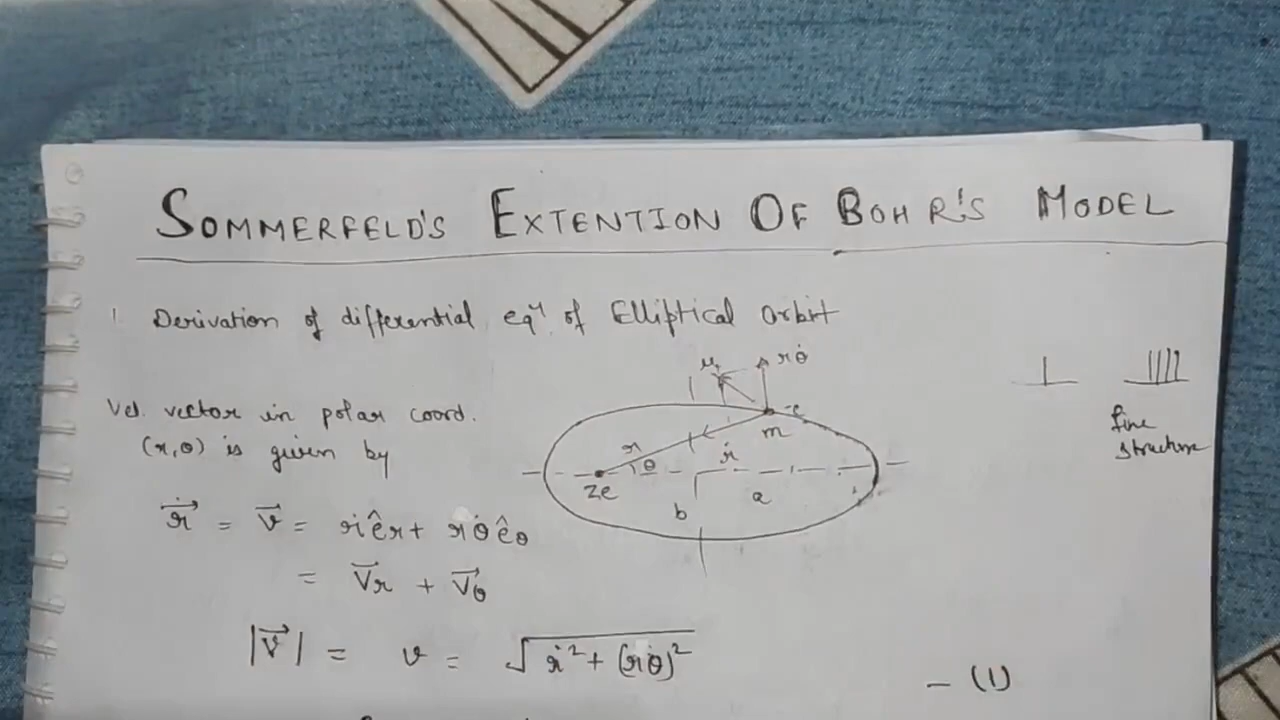 SOMMERFELD'S EXTENTION OF BOHR'S MODEL
1. Derivation of differential eqⁿ of Elliptical orbit
Vel. vector in polar coord.
(r,θ) is given by
rθ̇
-e
m
r
θ
ṙ
Ze
b
a
fine
structure
r⃗̇ = v⃗ = ṙêr + rθ̇êθ
= V⃗r + V⃗θ
|v⃗| = v = √ṙ² + (rθ̇)²
— (1)